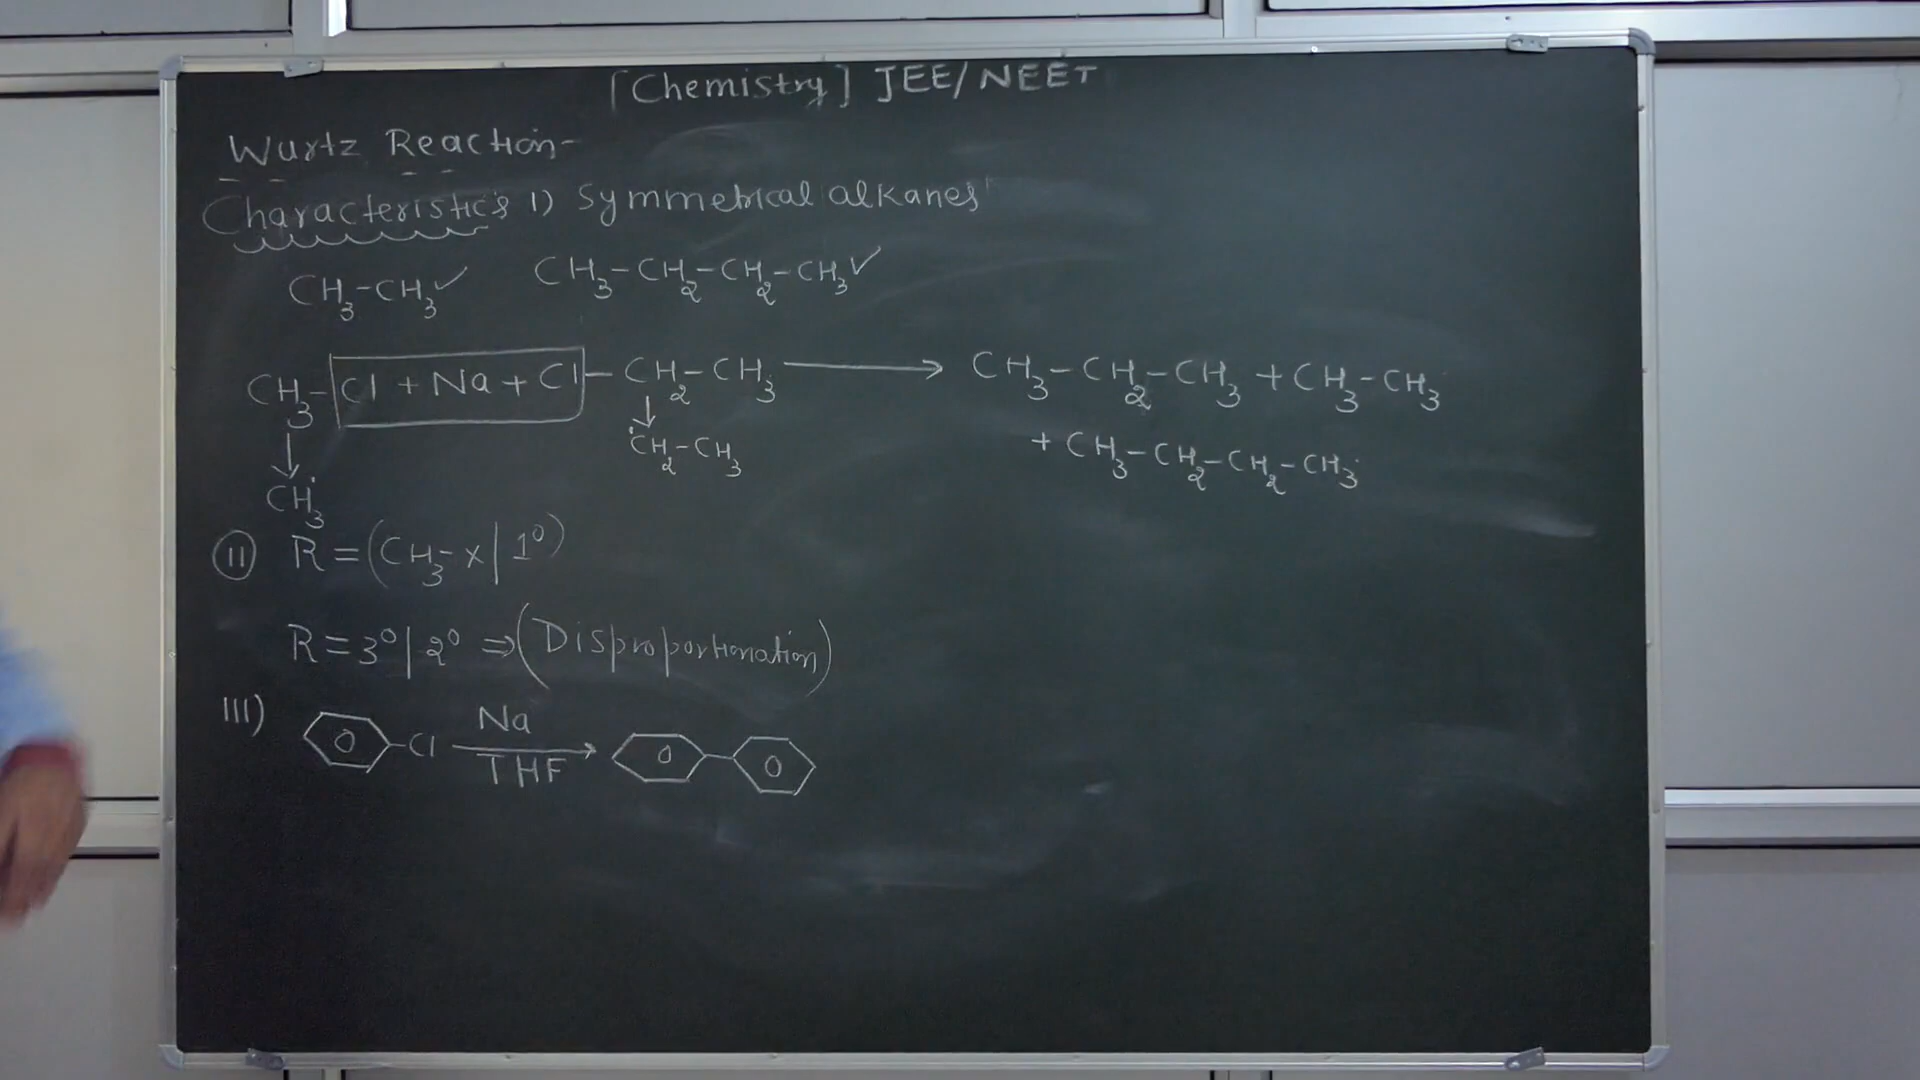 [Chemistry] JEE/NEET
Wurtz Reaction-
Characteristics 1) Symmetrical alkanes
CH3-CH3✓ CH3-CH2-CH2-CH3✓
CH3-Cl + Na + Cl-CH2-CH3 → CH3-CH2-CH3 + CH3-CH3
↓ ↓
ĊH2-CH3 + CH3-CH2-CH2-CH3
CH3˙
II R = (CH3-x | 1°)
R = 3° | 2° ⇒ (Disproportionation)
III) Na
-Cl →
THF